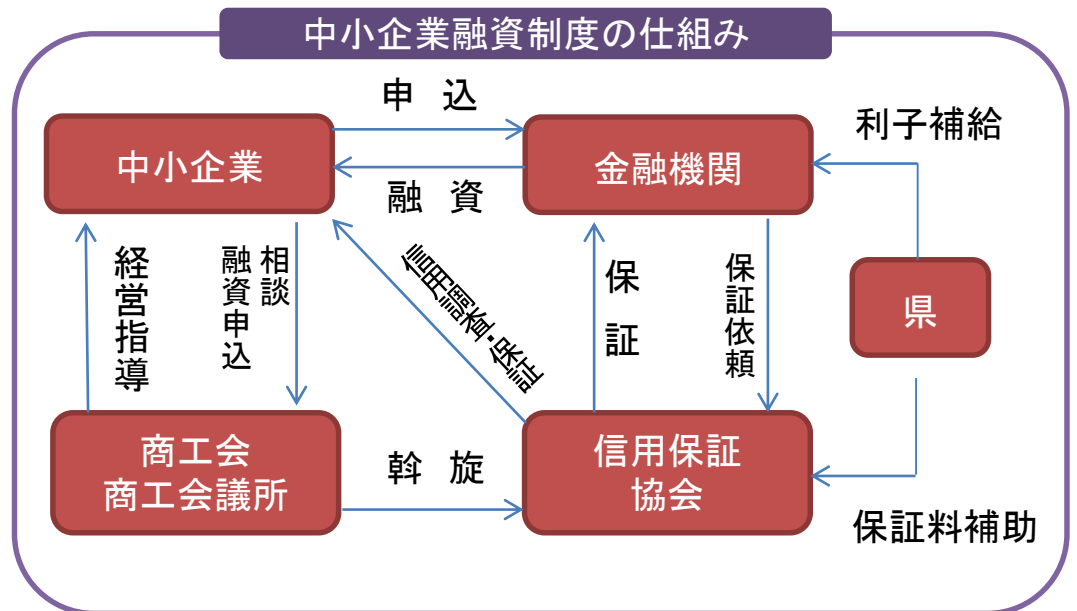 中小企業融資制度の仕組み
申 込
中小企業
金融機関
利子補給
融 資
経営指導
相談
融資申込
信用調査・保証
保証
保証依頼
県
商工会
商工会議所
斡 旋
信用保証
協会
保証料補助